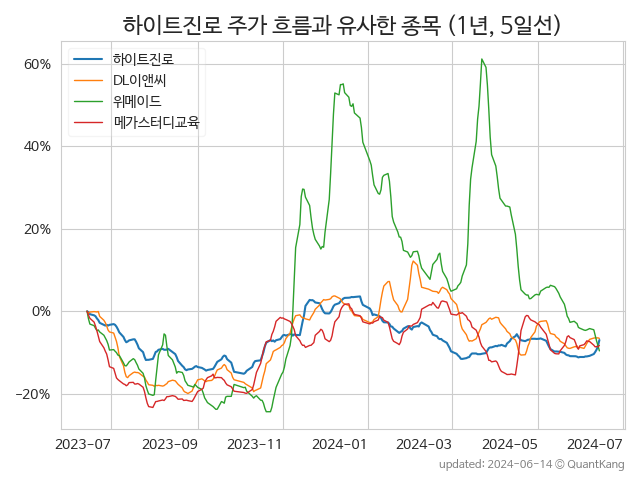 하이트진로 주가 흐름과 유사한 종목 (1년, 5일선)
하이트진로
DL이앤씨
위메이드
메가스터디교육
60%
40%
20%
0%
−20%
2023-07 2023-09 2023-11 2024-01 2024-03 2024-05 2024-07
updated: 2024-06-14 © QuantKang